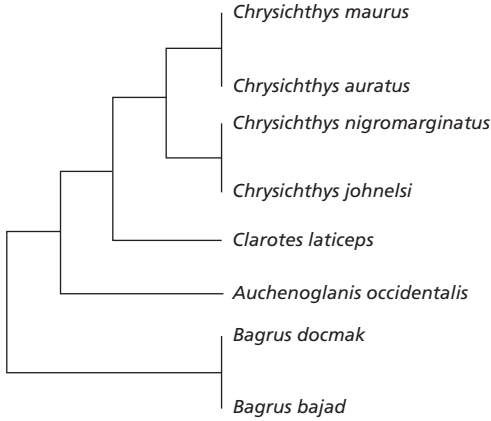 Chrysichthys maurus
Chrysichthys auratus
Chrysichthys nigromarginatus
Chrysichthys johnelsi
Clarotes laticeps
Auchenoglanis occidentalis
Bagrus docmak
Bagrus bajad